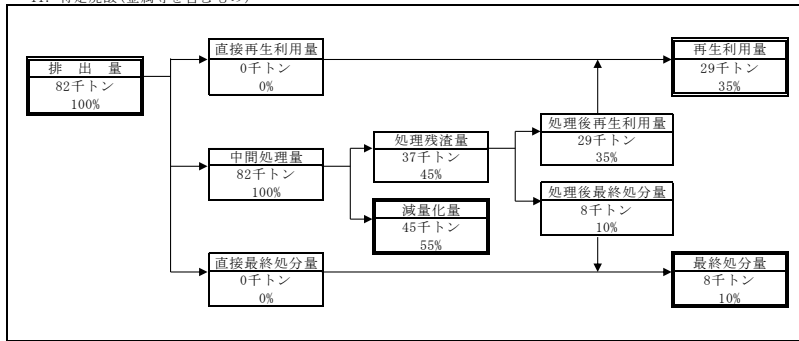 排出量
82千トン
100%
直接再生利用量
0千トン
0%
再生利用量
29千トン
35%
中間処理量
82千トン
100%
処理残渣量
37千トン
45%
処理後再生利用量
29千トン
35%
減量化量
45千トン
55%
処理後最終処分量
8千トン
10%
直接最終処分量
0千トン
0%
最終処分量
8千トン
10%